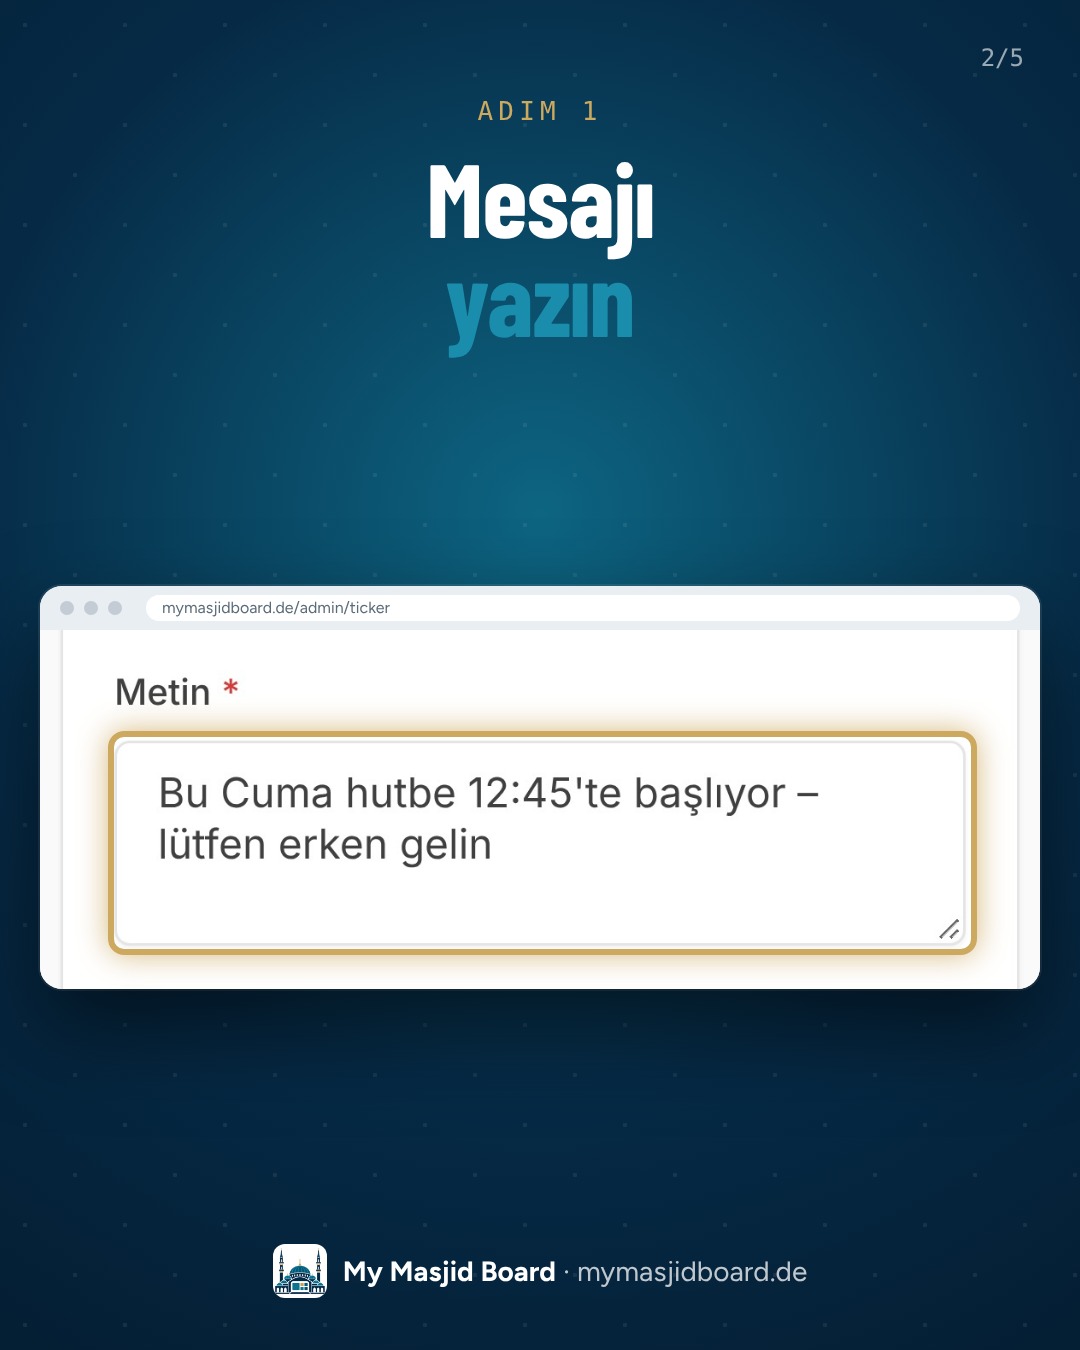 2/5
ADIM 1
Mesajı
yazın
mymasjidboard.de/admin/ticker
Metin *
Bu Cuma hutbe 12:45'te başlıyor –
lütfen erken gelin
My Masjid Board · mymasjidboard.de